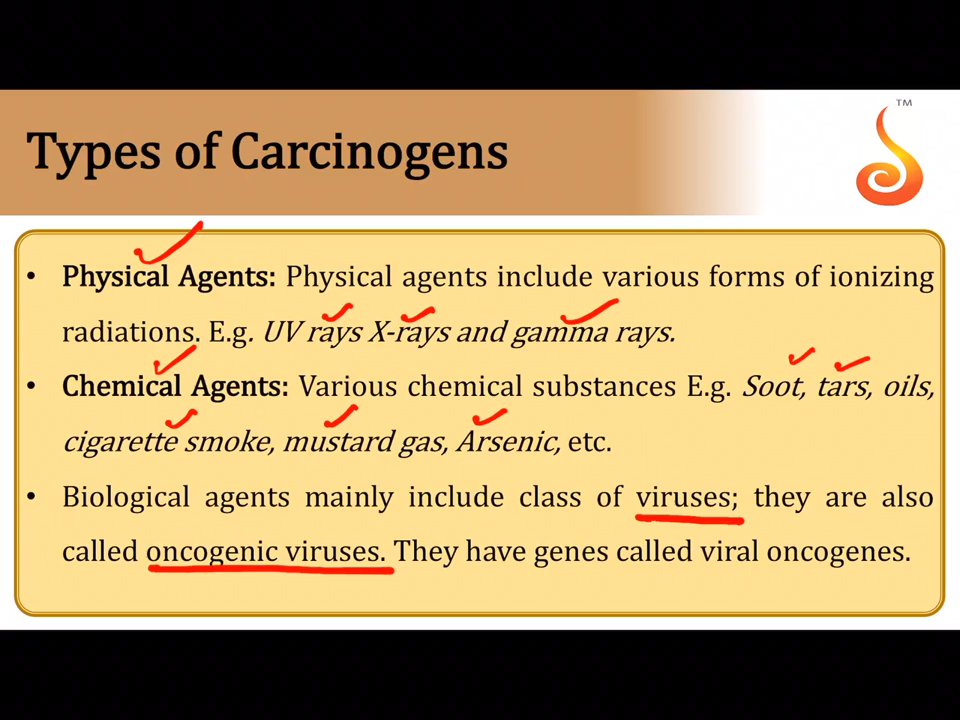 TM
Types of Carcinogens
• Physical Agents: Physical agents include various forms of ionizing
radiations. E.g. UV rays X-rays and gamma rays.
• Chemical Agents: Various chemical substances E.g. Soot, tars, oils,
cigarette smoke, mustard gas, Arsenic, etc.
• Biological agents mainly include class of viruses; they are also
called oncogenic viruses. They have genes called viral oncogenes.